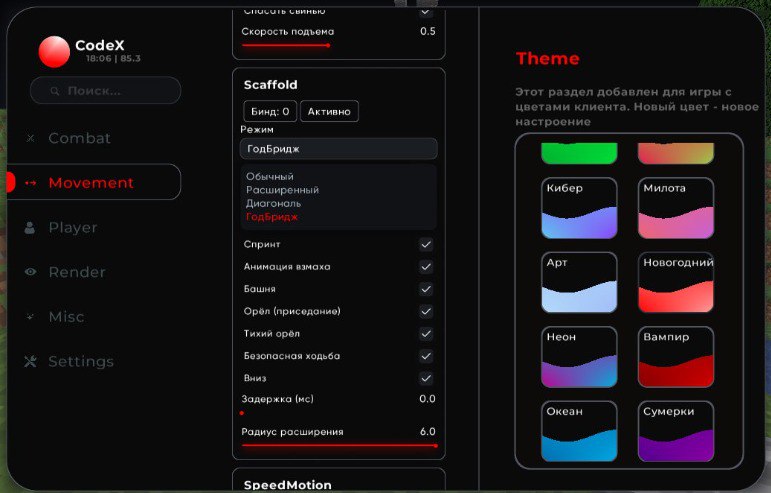 CodeX
18:06 | 85.3
Поиск...
Combat
Movement
Player
Render
Misc
Settings
Спасать свинью
Скорость подъема 0.5
Scaffold
Бинд: 0 Активно
Режим
ГодБридж
Обычный
Расширенный
Диагональ
ГодБридж
Спринт
Анимация взмаха
Башня
Орёл (приседание)
Тихий орёл
Безопасная ходьба
Вниз
Задержка (мс) 0.0
Радиус расширения 6.0
SpeedMotion
Theme
Этот раздел добавлен для игры с
цветами клиента. Новый цвет - новое
настроение
Кибер Милота
Арт Новогодний
Неон Вампир
Океан Сумерки